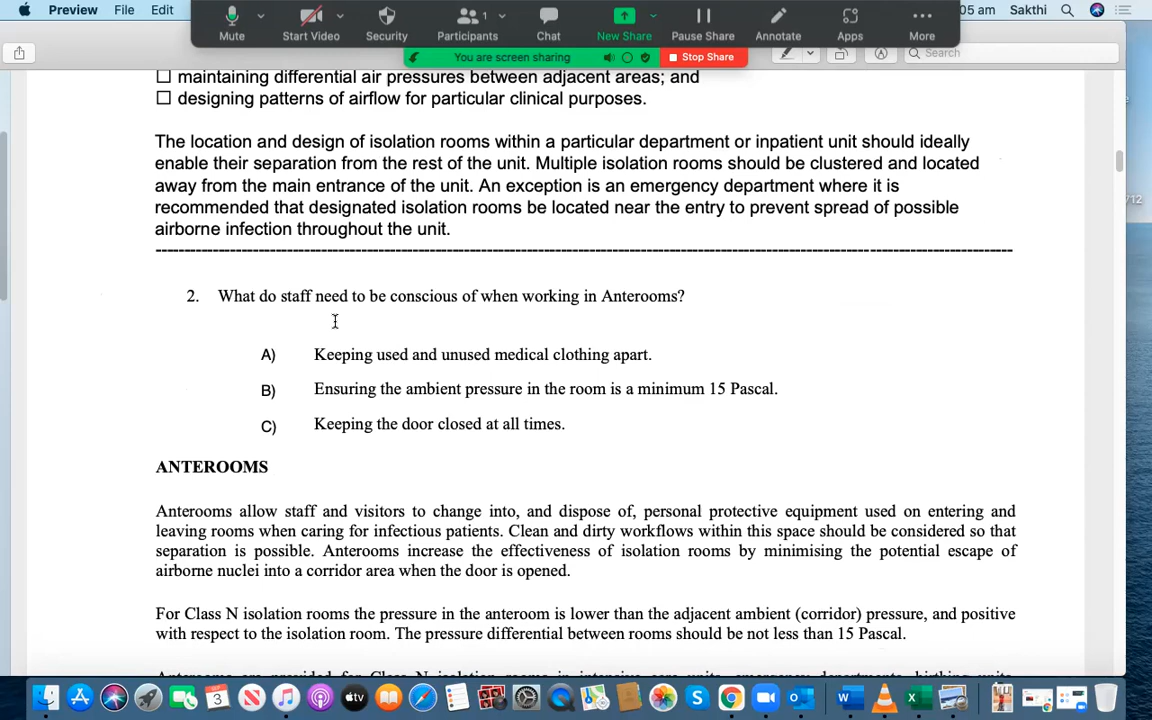 Preview File Edit
05 am Sakthi
Mute Start Video Security Participants 1 Chat New Share Pause Share Annotate Apps More
You are screen sharing Stop Share
Search
☐ maintaining differential air pressures between adjacent areas; and
☐ designing patterns of airflow for particular clinical purposes.
The location and design of isolation rooms within a particular department or inpatient unit should ideally
enable their separation from the rest of the unit. Multiple isolation rooms should be clustered and located
away from the main entrance of the unit. An exception is an emergency department where it is
recommended that designated isolation rooms be located near the entry to prevent spread of possible
airborne infection throughout the unit.
2. What do staff need to be conscious of when working in Anterooms?
A) Keeping used and unused medical clothing apart.
B) Ensuring the ambient pressure in the room is a minimum 15 Pascal.
C) Keeping the door closed at all times.
ANTEROOMS
Anterooms allow staff and visitors to change into, and dispose of, personal protective equipment used on entering and
leaving rooms when caring for infectious patients. Clean and dirty workflows within this space should be considered so that
separation is possible. Anterooms increase the effectiveness of isolation rooms by minimising the potential escape of
airborne nuclei into a corridor area when the door is opened.
For Class N isolation rooms the pressure in the anteroom is lower than the adjacent ambient (corridor) pressure, and positive
with respect to the isolation room. The pressure differential between rooms should be not less than 15 Pascal.
712
SEP
3
tv